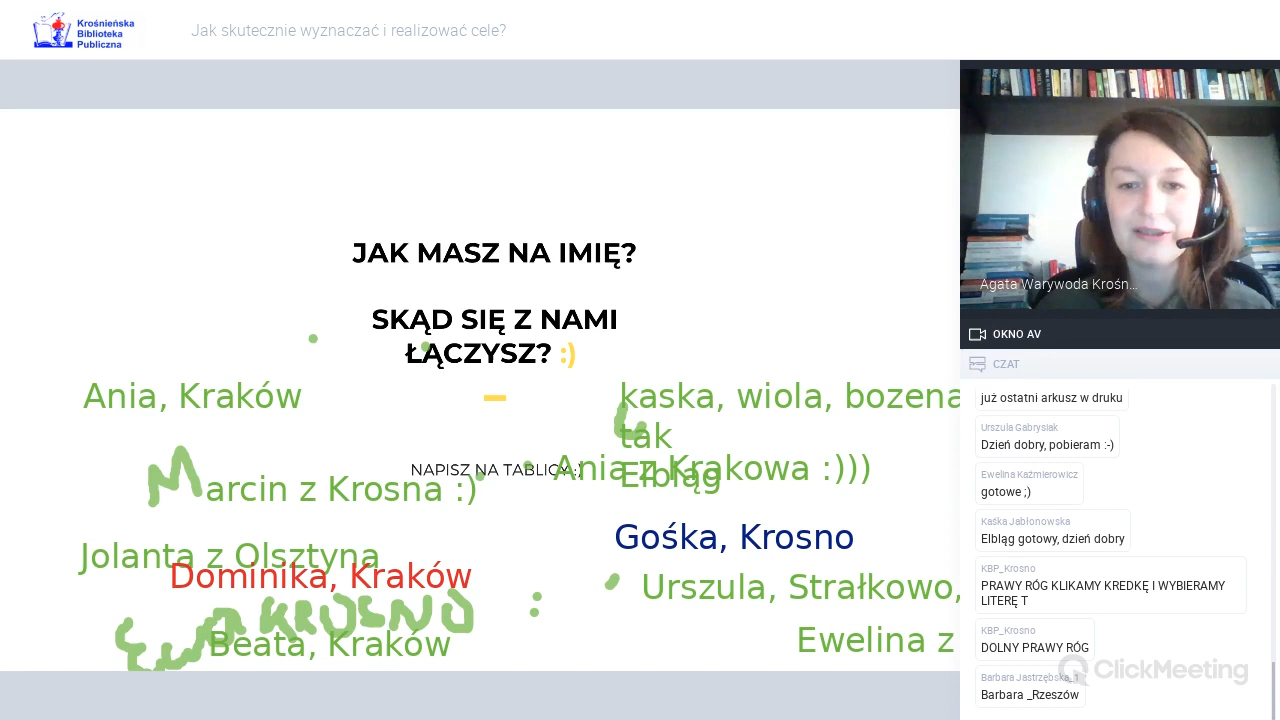 Krośnieńska
Biblioteka
Publiczna
Jak skutecznie wyznaczać i realizować cele?
JAK MASZ NA IMIĘ?
SKĄD SIĘ Z NAMI
ŁĄCZYSZ? :)
Ania, Kraków
kaska, wiola, bozena
tak
Elbląg
NAPISZ NA TABLICY :)
Ania z Krakowa :)))
Marcin z Krosna :)
Gośka, Krosno
Jolanta z Olsztyna
Dominika, Kraków
Urszula, Strałkowo,
Ewa KROSNO
Beata, Kraków
Ewelina z
Agata Warywoda Krośn...
OKNO AV
CZAT
już ostatni arkusz w druku
Urszula Gabrysiak
Dzień dobry, pobieram :-)
Ewelina Kaźmierowicz
gotowe ;)
Kaśka Jabłonowska
Elbląg gotowy, dzień dobry
KBP_Krosno
PRAWY RÓG KLIKAMY KREDKĘ I WYBIERAMY
LITERĘ T
KBP_Krosno
DOLNY PRAWY RÓG
Barbara Jastrzębska_1
Barbara _Rzeszów
ClickMeeting